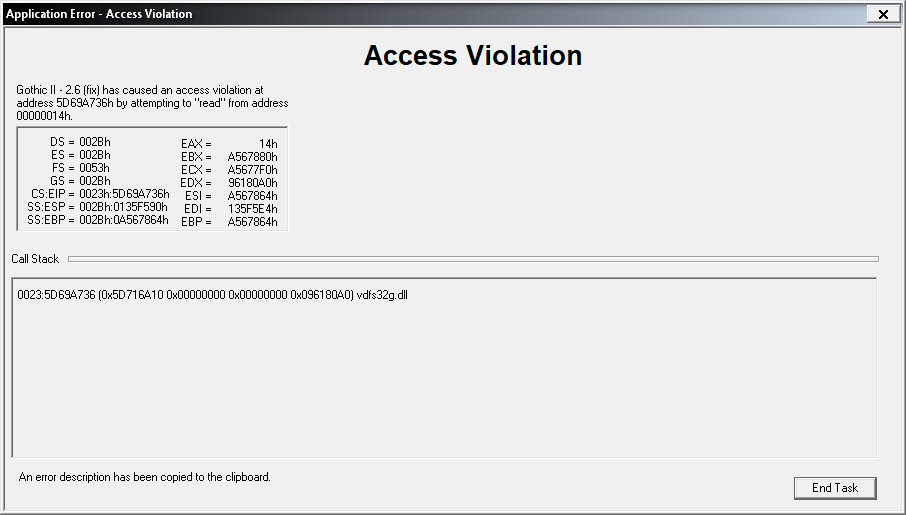 Application Error - Access Violation
Access Violation
Gothic II - 2.6 (fix) has caused an access violation at
address 5D69A736h by attempting to "read" from address
00000014h.
DS = 002Bh EAX = 14h
ES = 002Bh EBX = A567880h
FS = 0053h ECX = A5677F0h
GS = 002Bh EDX = 96180A0h
CS:EIP = 0023h:5D69A736h ESI = A567864h
SS:ESP = 002Bh:0135F590h EDI = 135F5E4h
SS:EBP = 002Bh:0A567864h EBP = A567864h
Call Stack
0023:5D69A736 (0x5D716A10 0x00000000 0x00000000 0x096180A0) vdfs32g.dll
An error description has been copied to the clipboard.
End Task